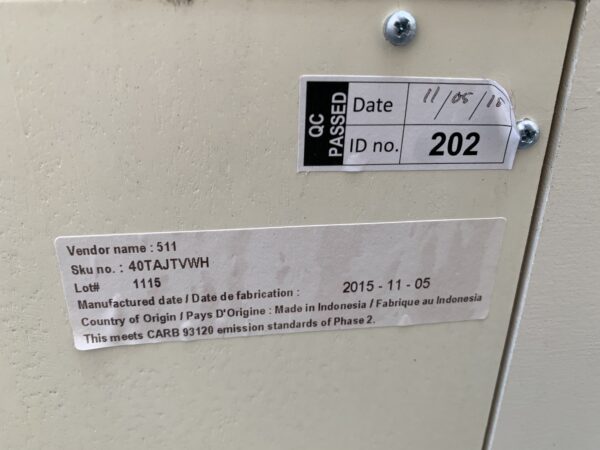 QC PASSED
Date 11/05/15
ID no. 202
Vendor name : 511
Sku no. : 40TAJTVWH
Lot# 1115
Manufactured date / Date de fabrication : 2015 - 11 - 05
Country of Origin / Pays D'Origine : Made in Indonesia / Fabrique au Indonesia
This meets CARB 93120 emission standards of Phase 2.